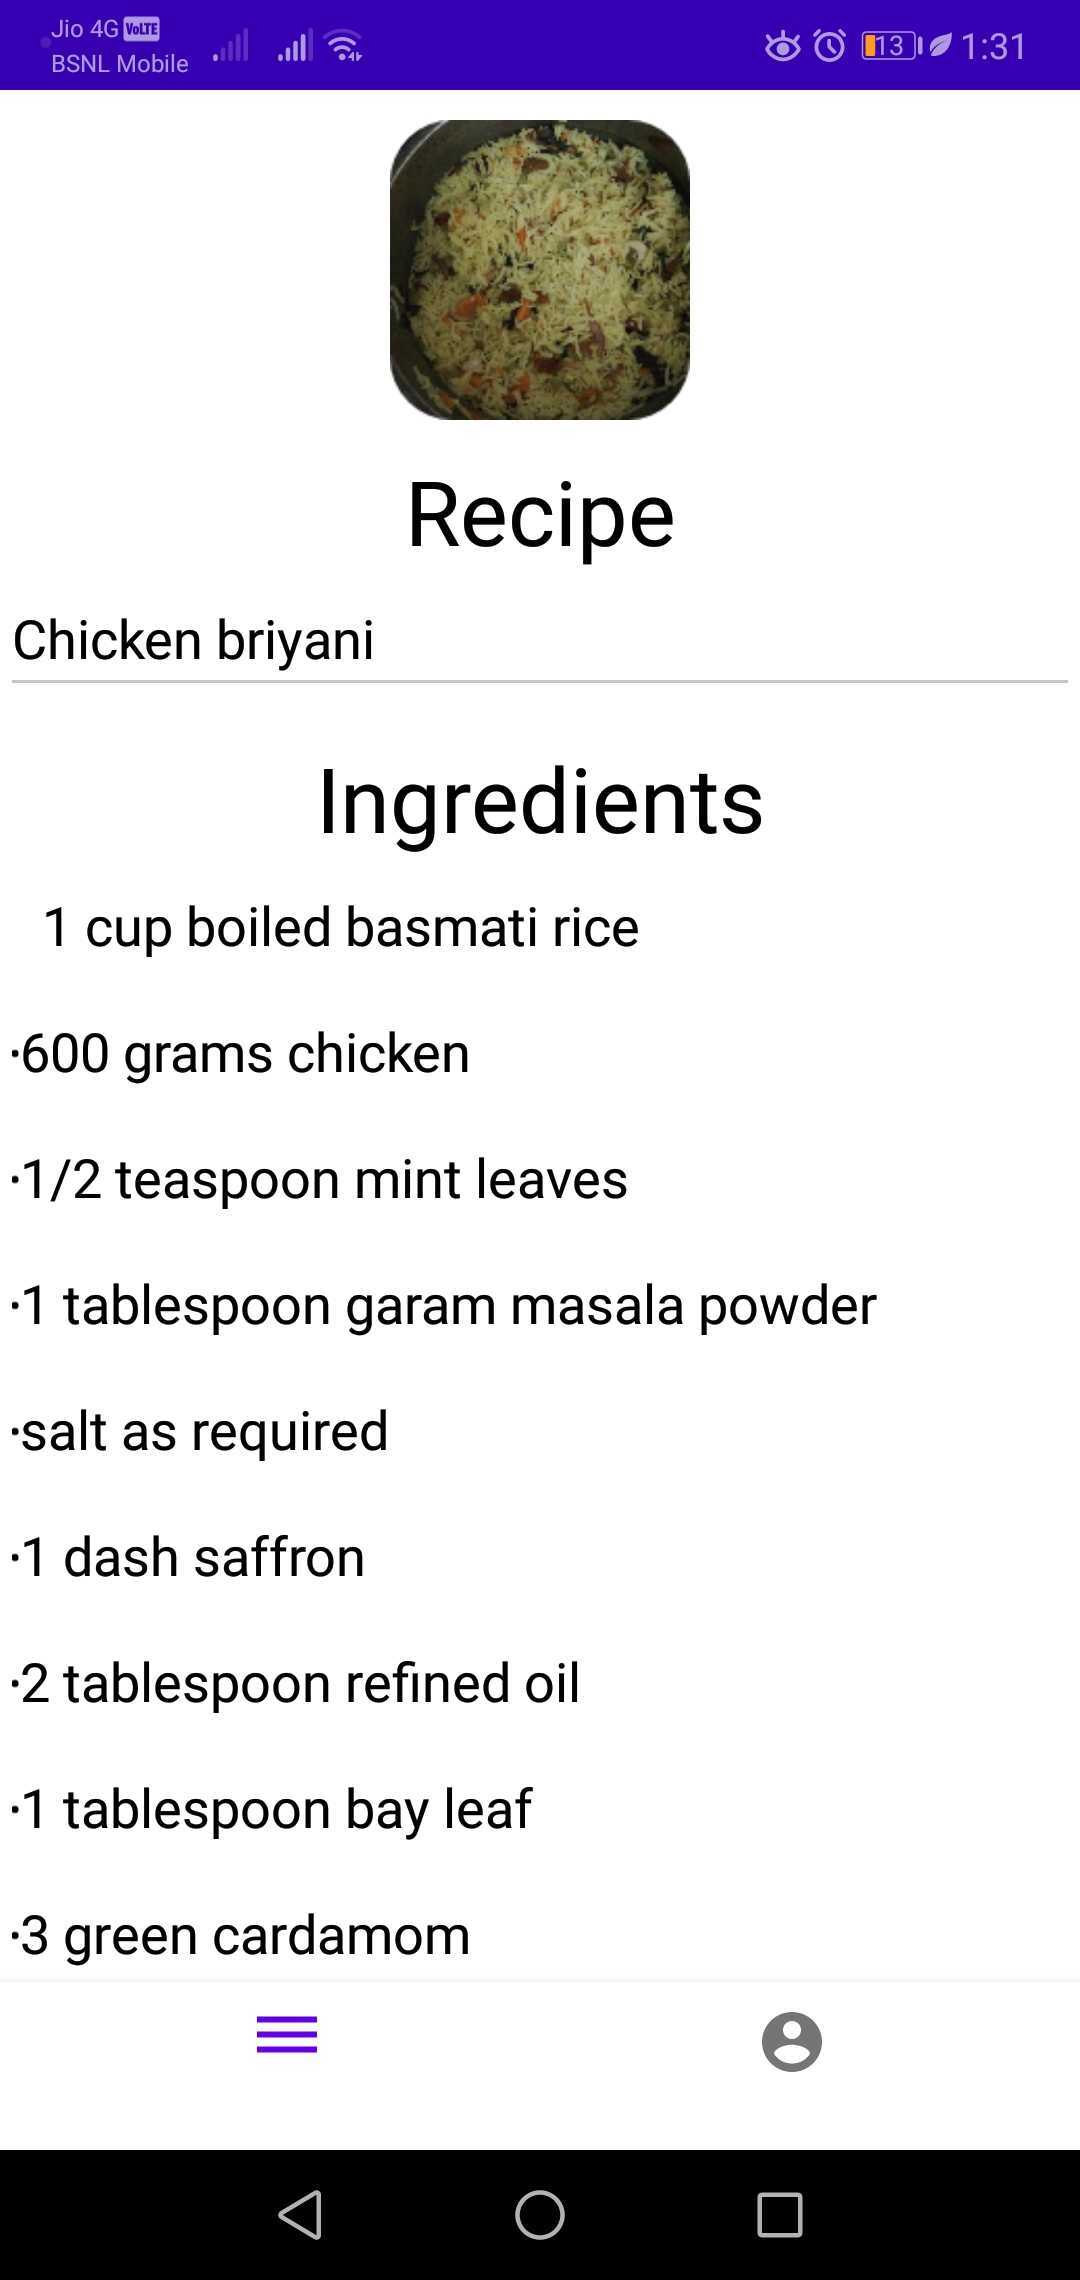 Jio 4G VoLTE
BSNL Mobile
13 1:31
Recipe
Chicken briyani
Ingredients
1 cup boiled basmati rice
·600 grams chicken
·1/2 teaspoon mint leaves
·1 tablespoon garam masala powder
·salt as required
·1 dash saffron
·2 tablespoon refined oil
·1 tablespoon bay leaf
·3 green cardamom